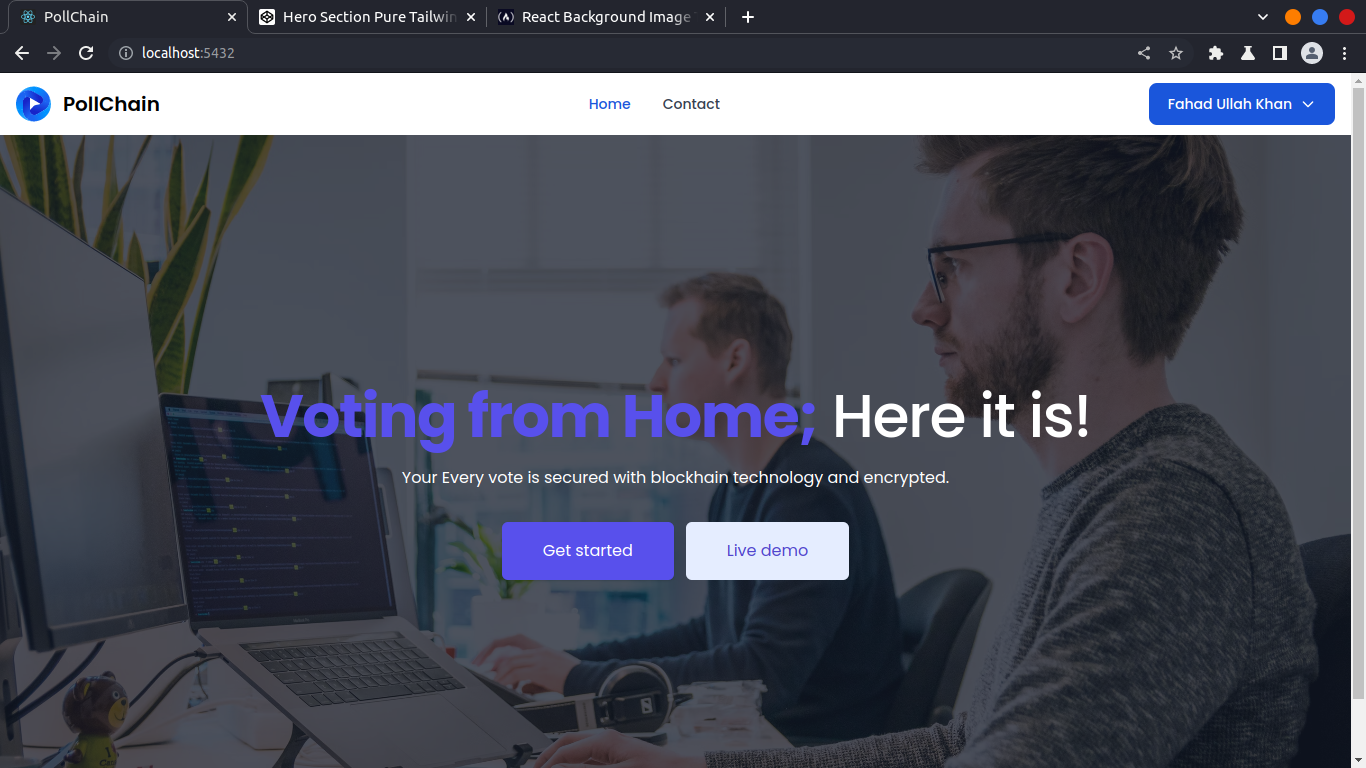 PollChain
Hero Section Pure Tailwin
React Background Image
localhost:5432
PollChain
Home
Contact
Fahad Ullah Khan
Voting from Home; Here it is!
Your Every vote is secured with blockhain technology and encrypted.
Get started
Live demo